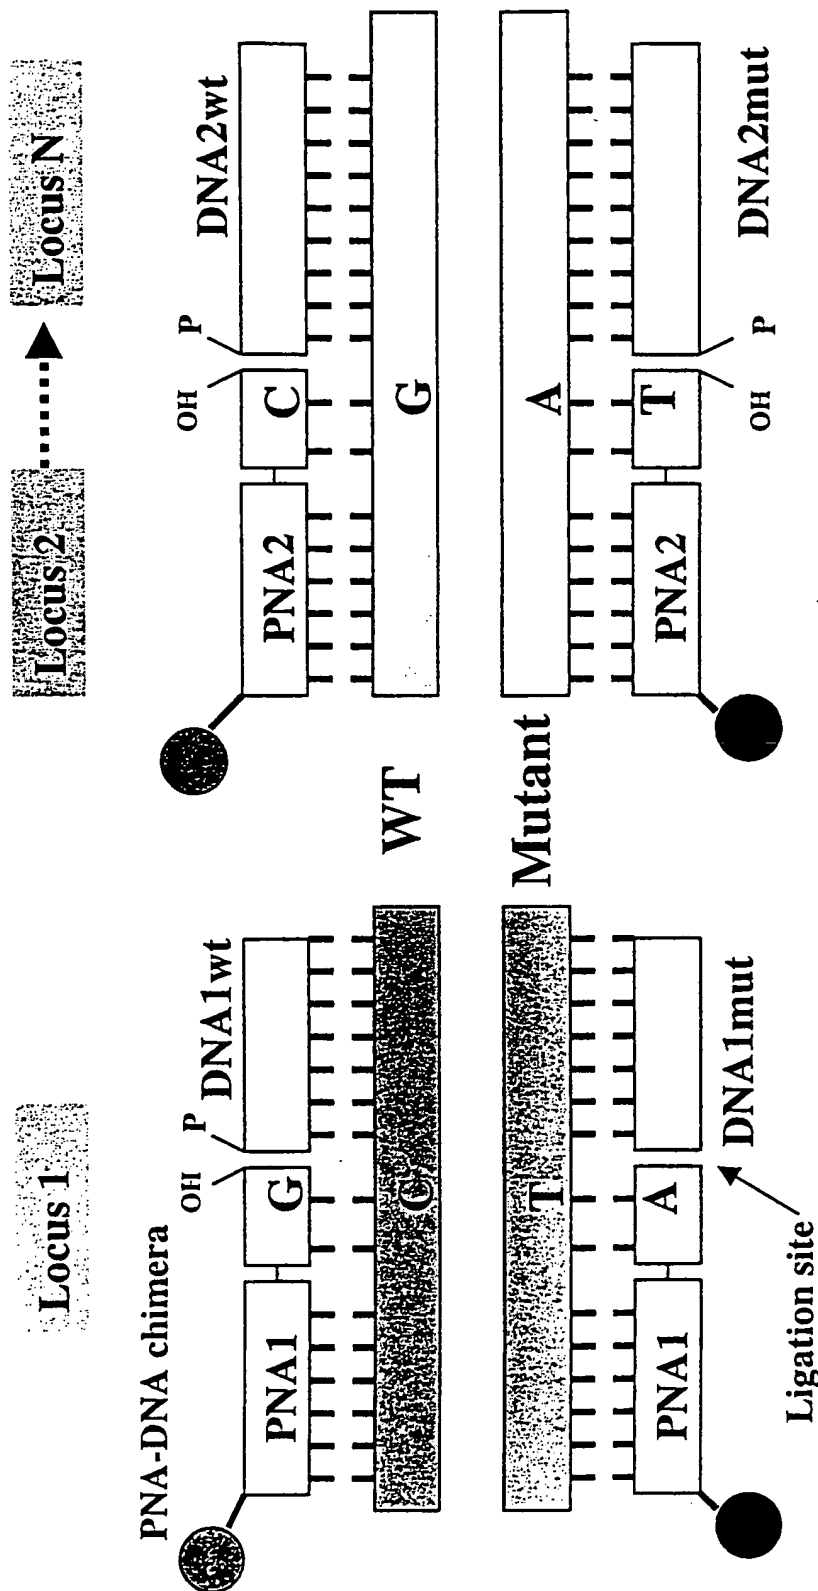 Locus 1
Locus 2
Locus N
PNA-DNA chimera
OH
P
DNA1wt
PNA1
G
C
WT
T
Mutant
PNA1
A
DNA1mut
Ligation site
OH
P
DNA2wt
PNA2
C
G
A
PNA2
T
OH
P
DNA2mut